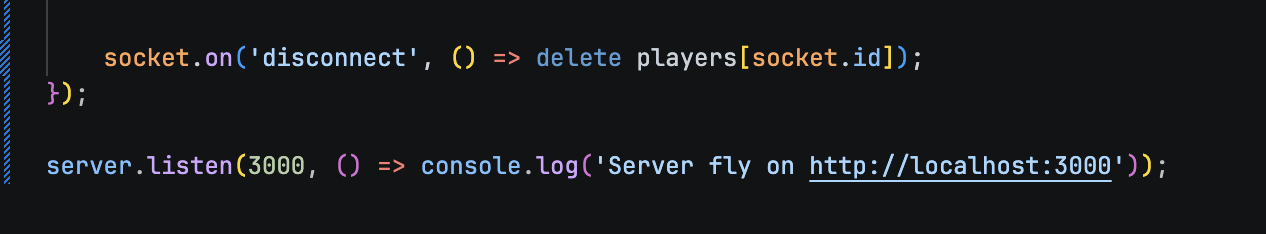 socket.on('disconnect', () => delete players[socket.id]);
});
server.listen(3000, () => console.log('Server fly on http://localhost:3000'));